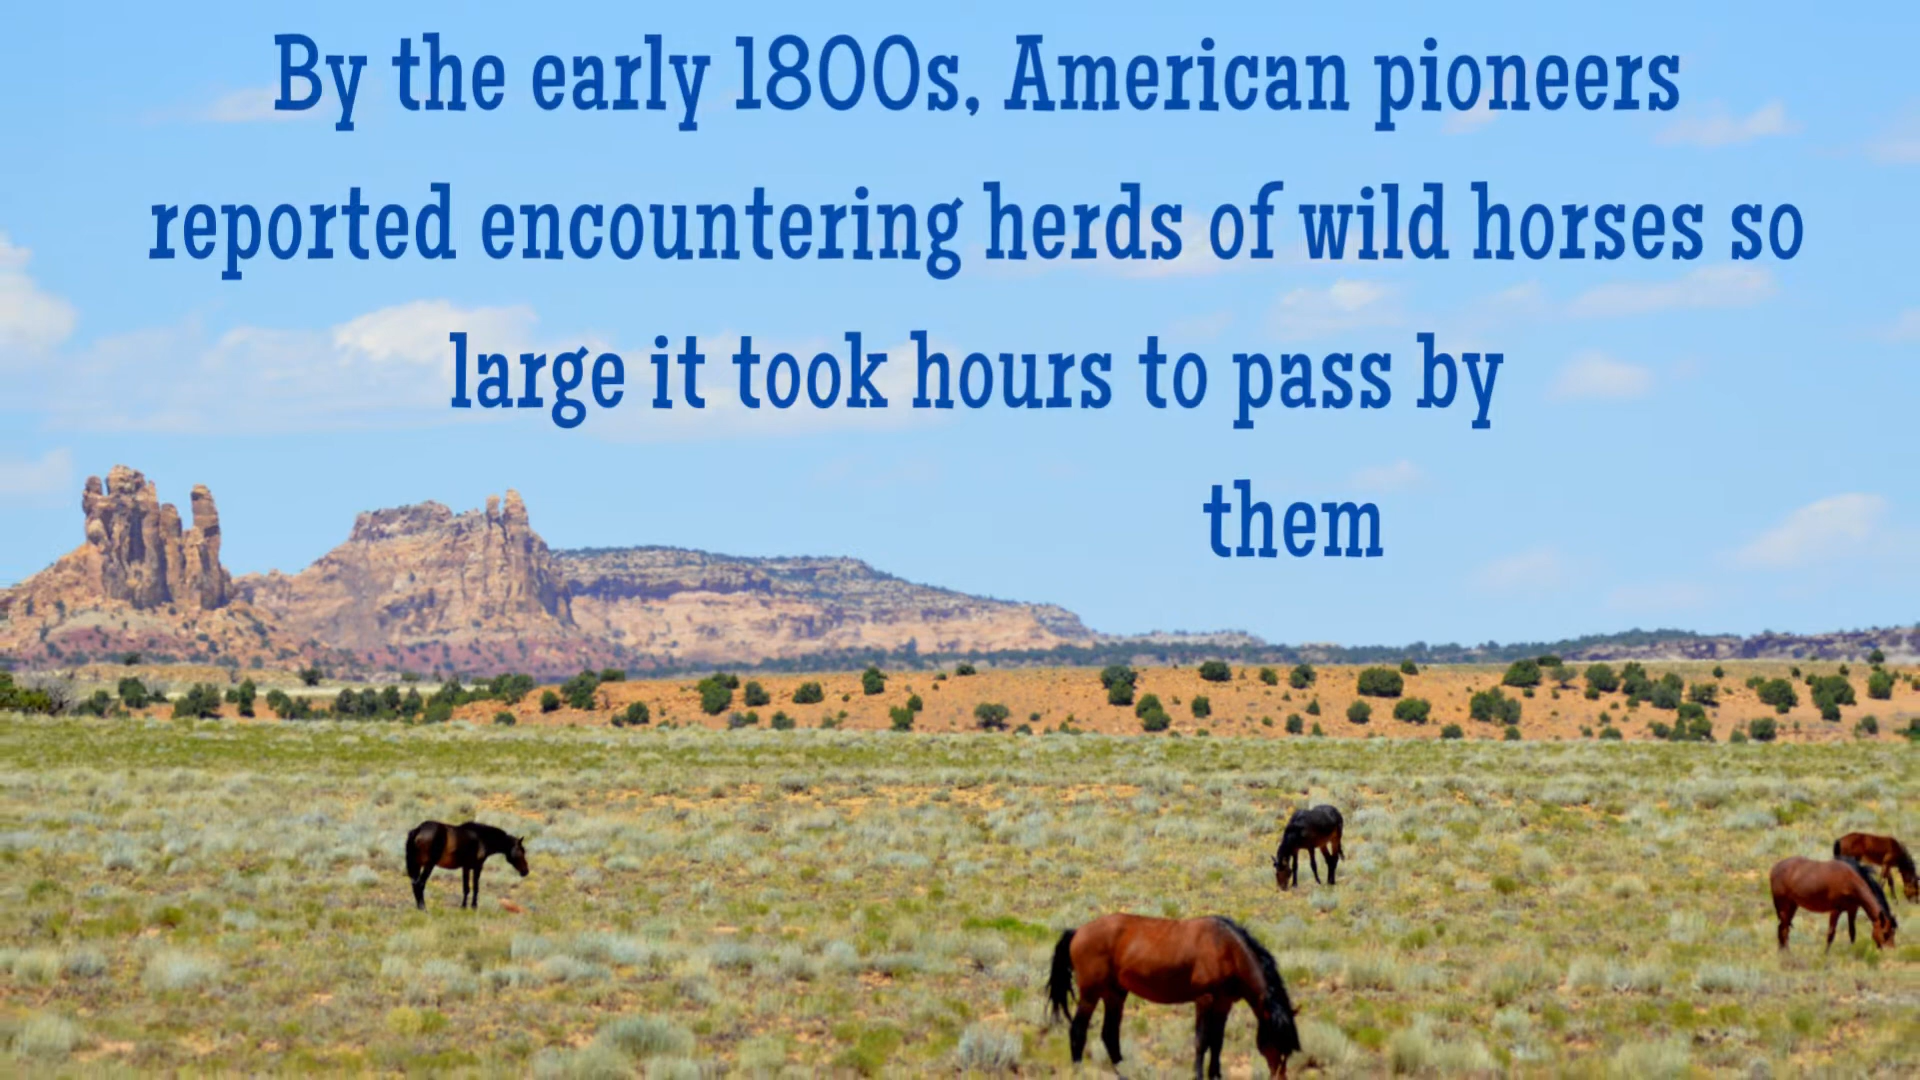 By the early 1800s, American pioneers
reported encountering herds of wild horses so
large it took hours to pass by
them